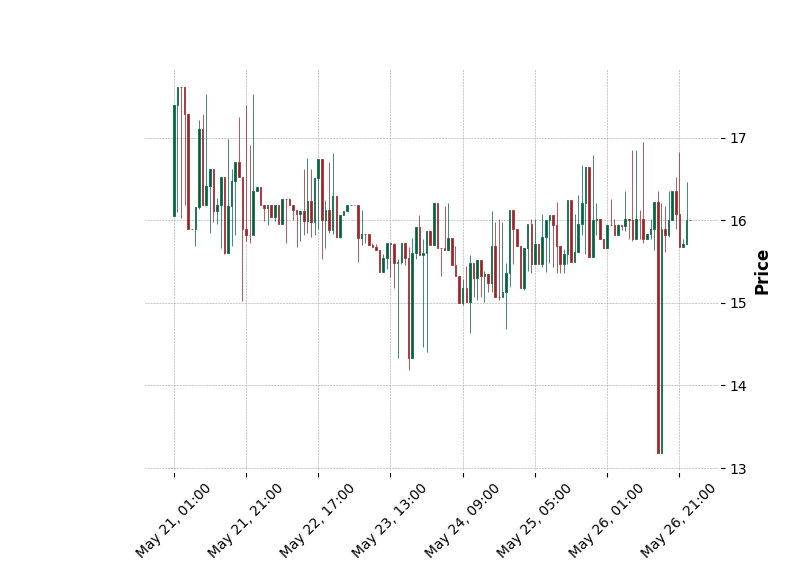 17
16
15
14
13
Price
May 21, 01:00
May 21, 21:00
May 22, 17:00
May 23, 13:00
May 24, 09:00
May 25, 05:00
May 26, 01:00
May 26, 21:00